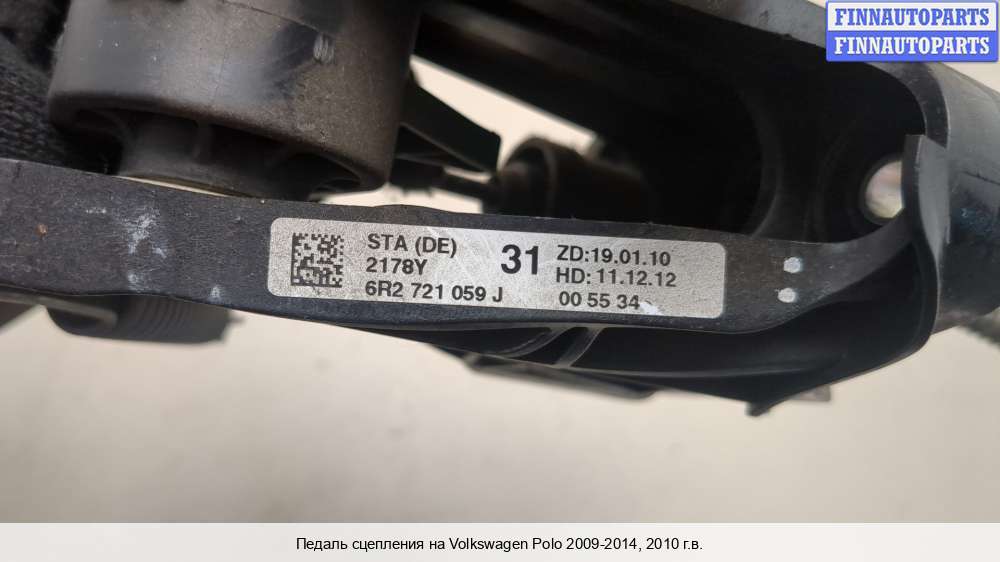 FINNAUTOPARTS
FINNAUTOPARTS
STA (DE)
2178Y
6R2 721 059 J
31
ZD:19.01.10
HD: 11.12.12
00 55 34
Педаль сцепления на Volkswagen Polo 2009-2014, 2010 г.в.